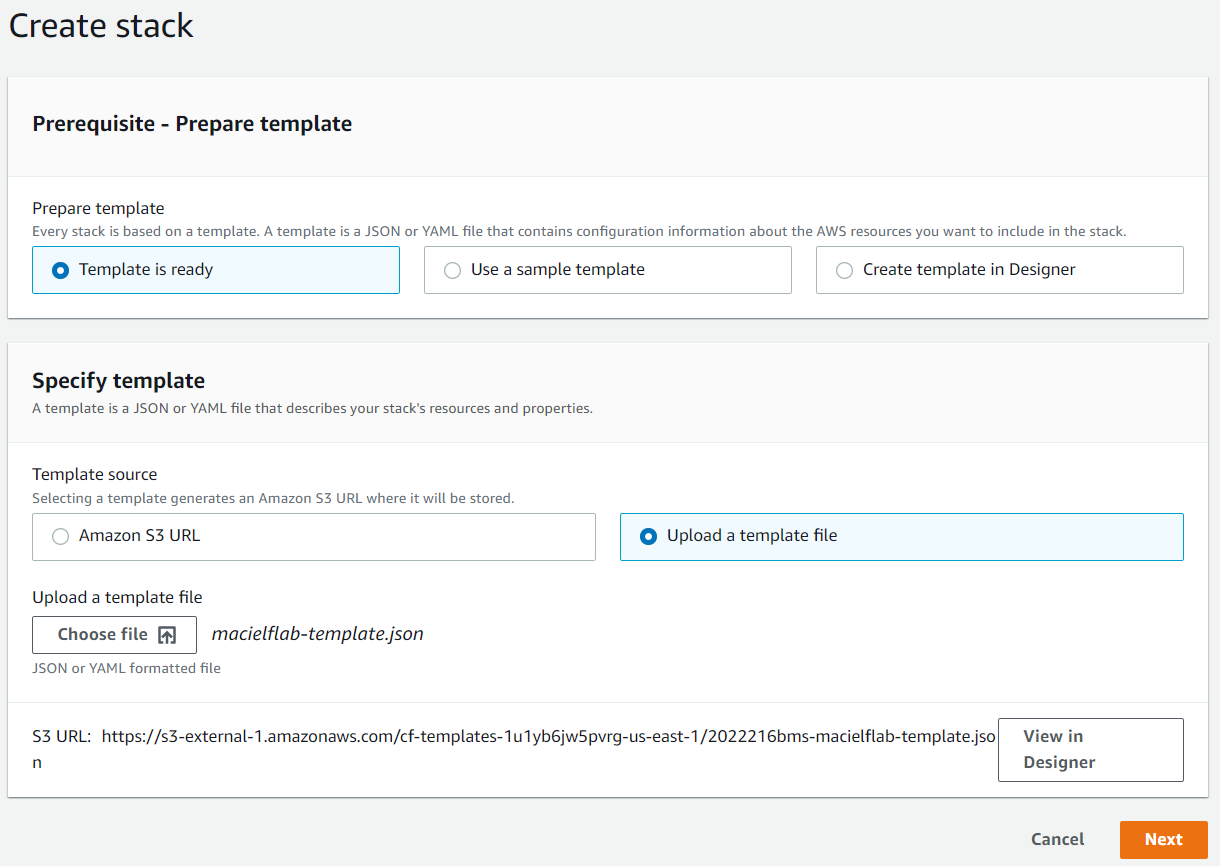 Create stack
Prerequisite - Prepare template
Prepare template
Every stack is based on a template. A template is a JSON or YAML file that contains configuration information about the AWS resources you want to include in the stack.
Template is ready
Use a sample template
Create template in Designer
Specify template
A template is a JSON or YAML file that describes your stack's resources and properties.
Template source
Selecting a template generates an Amazon S3 URL where it will be stored.
Amazon S3 URL
Upload a template file
Upload a template file
Choose file
macielflab-template.json
JSON or YAML formatted file
S3 URL: https://s3-external-1.amazonaws.com/cf-templates-1u1yb6jw5pvrg-us-east-1/2022216bms-macielflab-template.jso
n
View in
Designer
Cancel
Next